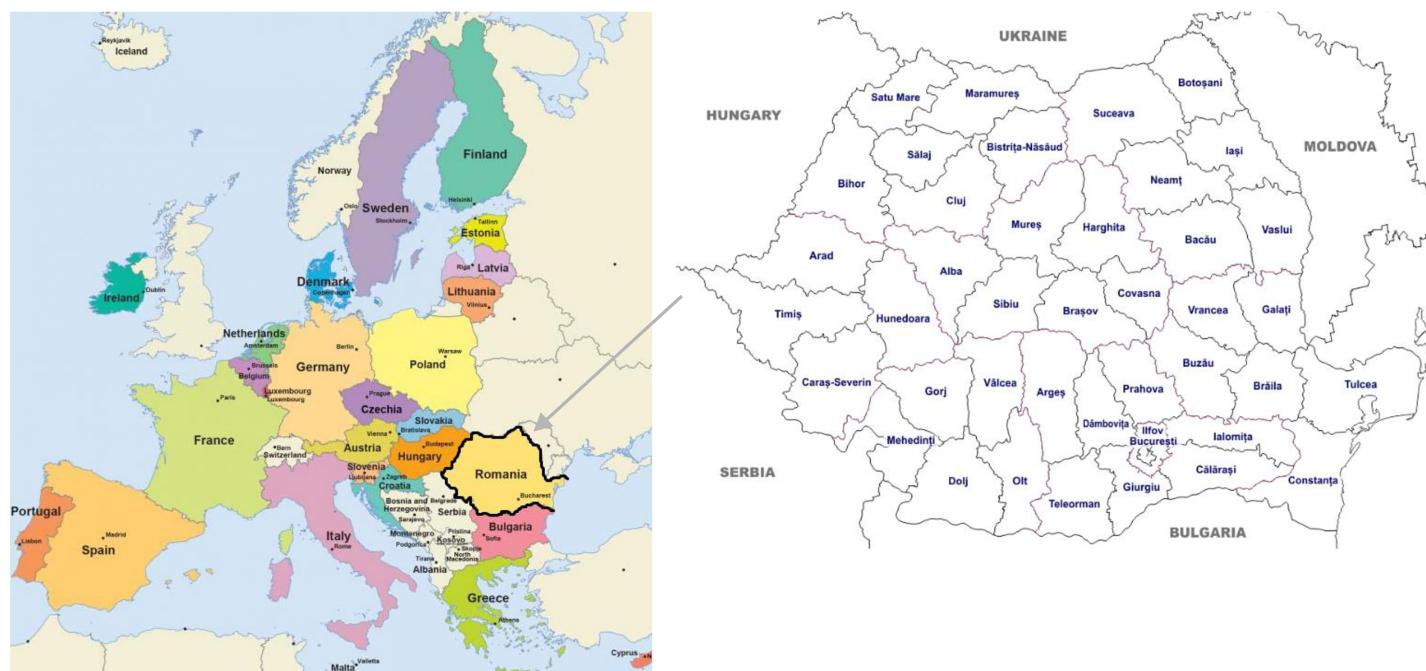 Reykjavik
Iceland
Norway
Oslo
Sweden
Stockholm
Finland
Helsinki
Tallinn
Estonia
Riga
Latvia
Lithuania
Vilnius
Denmark
Copenhagen
Ireland
Dublin
Netherlands
Amsterdam
Brussels
Belgium
Luxembourg
Luxembourg
Berlin
Germany
Warsaw
Poland
Prague
Czechia
Slovakia
Bratislava
Vienna
Austria
Budapest
Hungary
Paris
France
Bern
Switzerland
Slovenia
Ljubljana
Zagreb
Croatia
Romania
Bucharest
Bosnia and
Herzegovina
Sarajevo
Belgrade
Serbia
Montenegro
Podgorica
Pristina
Kosovo
Skopje
North
Macedonia
Bulgaria
Sofia
Tirana
Albania
Italy
Rome
Portugal
Lisbon
Madrid
Spain
Greece
Athens
Malta
Valletta
Cyprus
UKRAINE
HUNGARY
MOLDOVA
SERBIA
BULGARIA
Satu Mare
Maramureș
Suceava
Botoșani
Sălaj
Bistrița-Năsăud
Iași
Bihor
Cluj
Neamț
Mureș
Harghita
Bacău
Vaslui
Arad
Alba
Timiș
Hunedoara
Sibiu
Brașov
Covasna
Vrancea
Galați
Caraș-Severin
Gorj
Vâlcea
Argeș
Prahova
Buzău
Brăila
Tulcea
Mehedinți
Dâmbovița
Ilfov
București
Ialomița
Dolj
Olt
Teleorman
Giurgiu
Călărași
Constanța